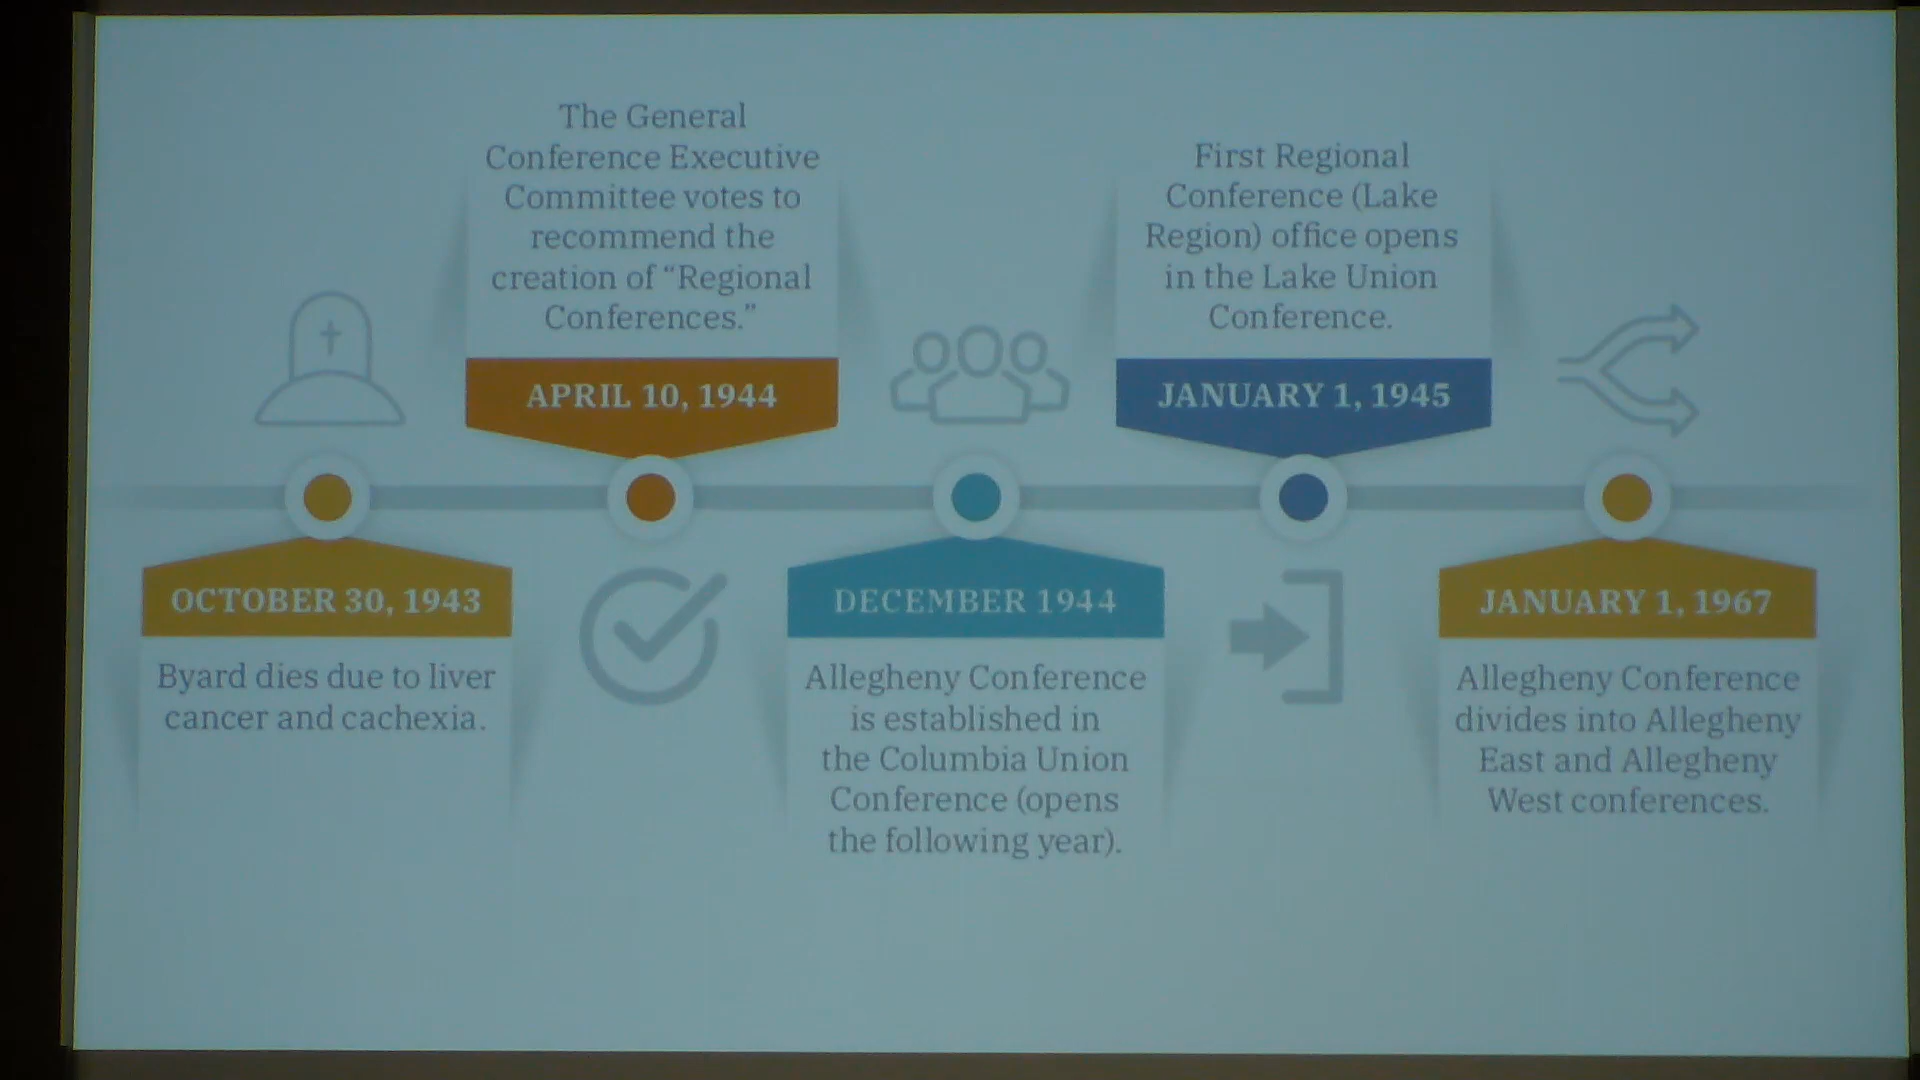 OCTOBER 30, 1943
Byard dies due to liver
cancer and cachexia.
The General
Conference Executive
Committee votes to
recommend the
creation of “Regional
Conferences.”
APRIL 10, 1944
DECEMBER 1944
Allegheny Conference
is established in
the Columbia Union
Conference (opens
the following year).
First Regional
Conference (Lake
Region) office opens
in the Lake Union
Conference.
JANUARY 1, 1945
JANUARY 1, 1967
Allegheny Conference
divides into Allegheny
East and Allegheny
West conferences.